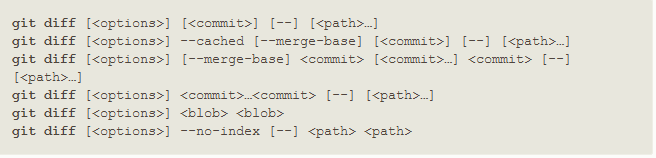 git diff [<options>] [<commit>] [--] [<path>…]
git diff [<options>] --cached [--merge-base] [<commit>] [--] [<path>…]
git diff [<options>] [--merge-base] <commit> [<commit>…] <commit> [--]
[<path>…]
git diff [<options>] <commit>…​<commit> [--] [<path>…]
git diff [<options>] <blob> <blob>
git diff [<options>] --no-index [--] <path> <path>